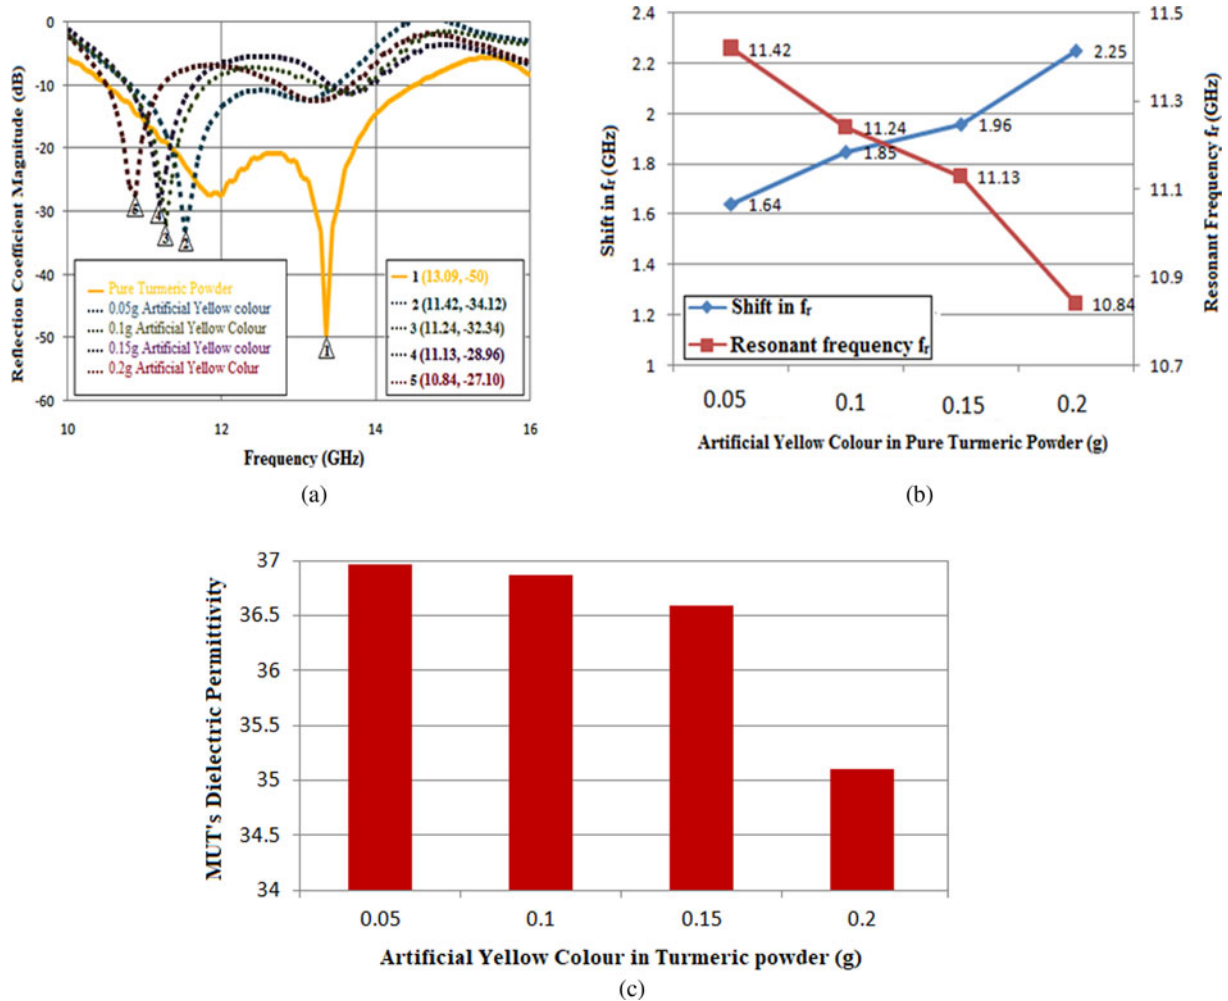 Reflection Coefficient Magnitude (dB)
0
-10
-20
-30
-40
-50
-60
10
12
14
16
Frequency (GHz)
5
4
3
2
1
Pure Turmeric Powder
0.05g Artificial Yellow colour
0.1g Artificial Yellow Colour
0.15g Artificial Yellow colour
0.2g Artificial Yellow Colur
1 (13.09, -50)
2 (11.42, -34.12)
3 (11.24, -32.34)
4 (11.13, -28.96)
5 (10.84, -27.10)
(a)
Shift in fr (GHz)
2.4
2.2
2
1.8
1.6
1.4
1.2
1
11.42
11.24
11.13
10.84
1.64
1.85
1.96
2.25
Shift in fr
Resonant frequency fr
11.5
11.3
11.1
10.9
10.7
Resonant Frequency fr (GHz)
0.05
0.1
0.15
0.2
Artificial Yellow Colour in Pure Turmeric Powder (g)
(b)
MUT's Dielectric Permittivity
37
36.5
36
35.5
35
34.5
34
0.05
0.1
0.15
0.2
Artificial Yellow Colour in Turmeric powder (g)
(c)